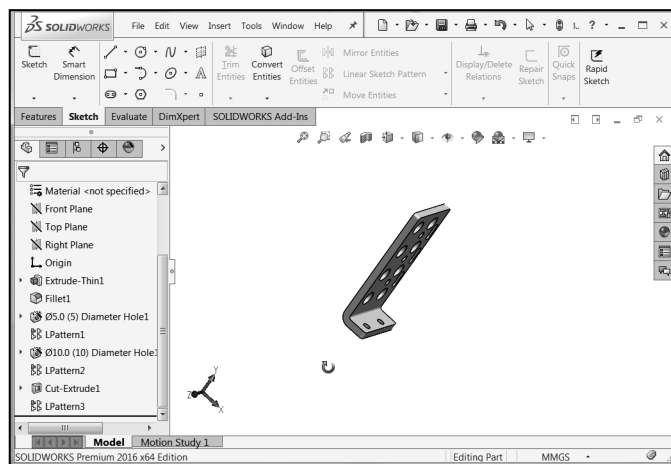 SOLIDWORKS File Edit View Insert Tools Window Help ?
Sketch Smart Dimension Trim Entities Convert Entities Offset Entities Mirror Entities Linear Sketch Pattern Move Entities Display/Delete Relations Repair Sketch Quick Snaps Rapid Sketch
Features Sketch Evaluate DimXpert SOLIDWORKS Add-Ins
Material <not specified>
Front Plane
Top Plane
Right Plane
Origin
Extrude-Thin1
Fillet1
Ø5.0 (5) Diameter Hole1
LPattern1
Ø10.0 (10) Diameter Hole1
LPattern2
Cut-Extrude1
LPattern3
Y
Z
X
Model Motion Study 1
SOLIDWORKS Premium 2016 x64 Edition Editing Part MMGS